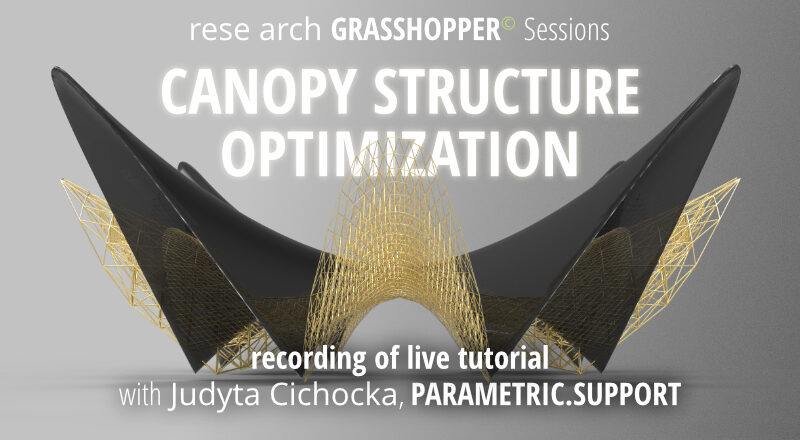 rese arch GRASSHOPPER© Sessions
CANOPY STRUCTURE
OPTIMIZATION
recording of live tutorial
with Judyta Cichocka, PARAMETRIC.SUPPORT